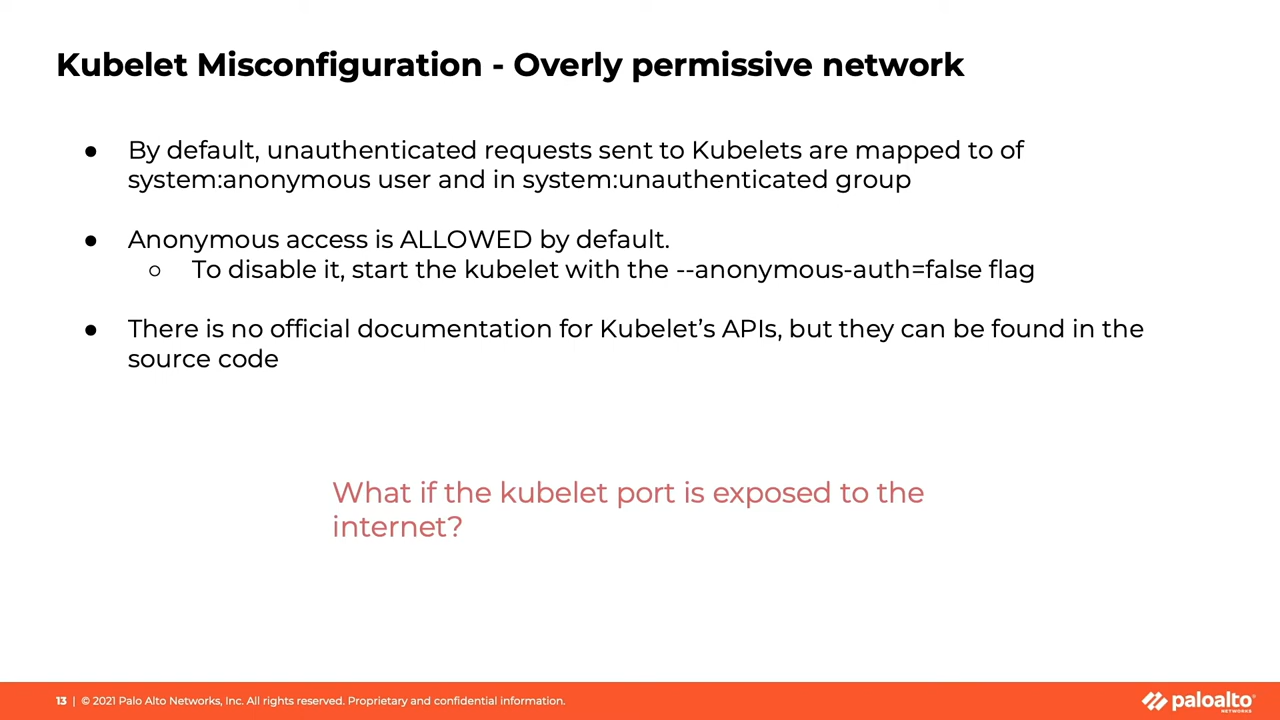 Kubelet Misconfiguration - Overly permissive network
● By default, unauthenticated requests sent to Kubelets are mapped to of
system:anonymous user and in system:unauthenticated group
● Anonymous access is ALLOWED by default.
○ To disable it, start the kubelet with the --anonymous-auth=false flag
● There is no official documentation for Kubelet’s APIs, but they can be found in the
source code
What if the kubelet port is exposed to the
internet?
13 | © 2021 Palo Alto Networks, Inc. All rights reserved. Proprietary and confidential information.
paloalto
NETWORKS